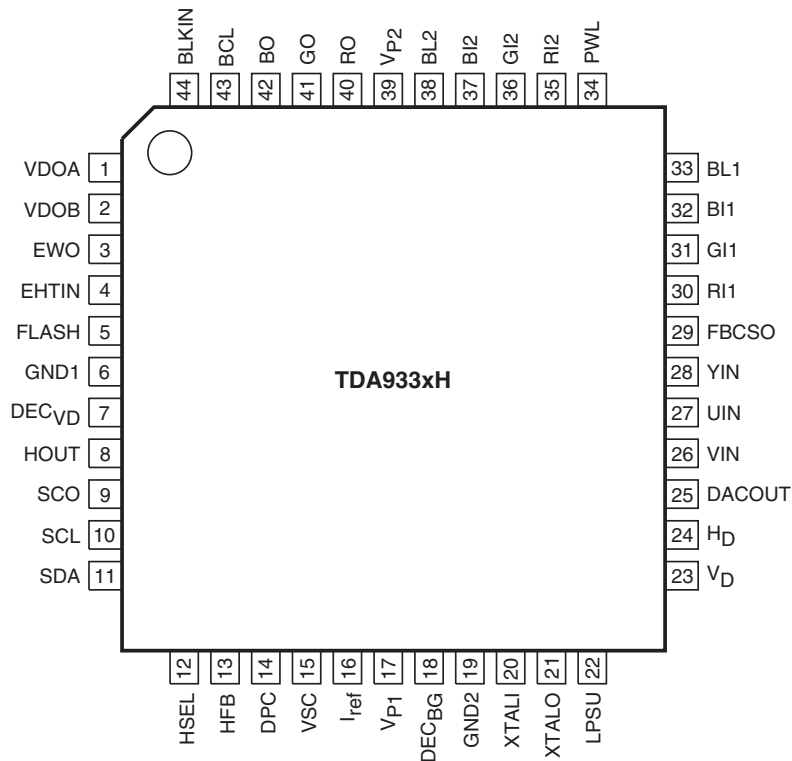 BLKIN BCL BO GO RO VP2 BL2 BI2 GI2 RI2 PWL
44 43 42 41 40 39 38 37 36 35 34
VDOA 1 33 BL1
VDOB 2 32 BI1
EWO 3 31 GI1
EHTIN 4 30 RI1
FLASH 5 29 FBCSO
GND1 6 28 YIN
TDA933xH
DECVD 7 27 UIN
HOUT 8 26 VIN
SCO 9 25 DACOUT
SCL 10 24 HD
SDA 11 23 VD
12 13 14 15 16 17 18 19 20 21 22
HSEL HFB DPC VSC Iref VP1 DECBG GND2 XTALI XTALO LPSU